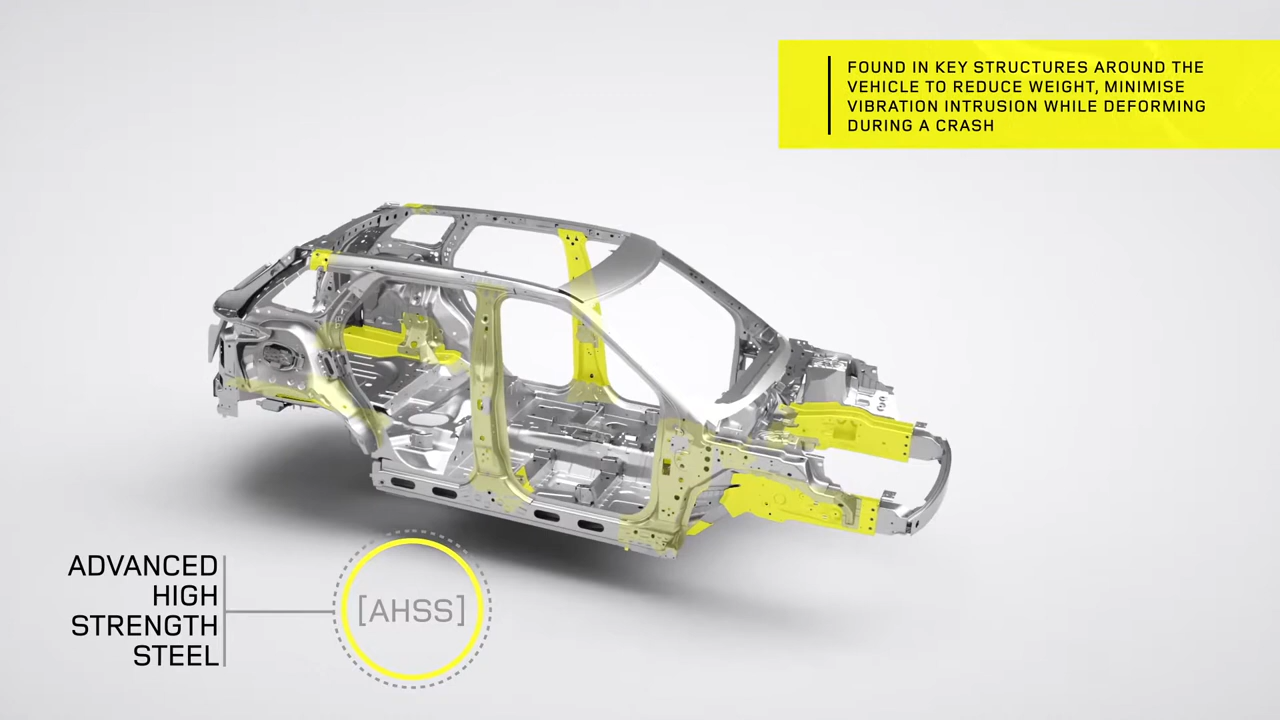 FOUND IN KEY STRUCTURES AROUND THE
VEHICLE TO REDUCE WEIGHT, MINIMISE
VIBRATION INTRUSION WHILE DEFORMING
DURING A CRASH
ADVANCED
HIGH
STRENGTH
STEEL
[AHSS]